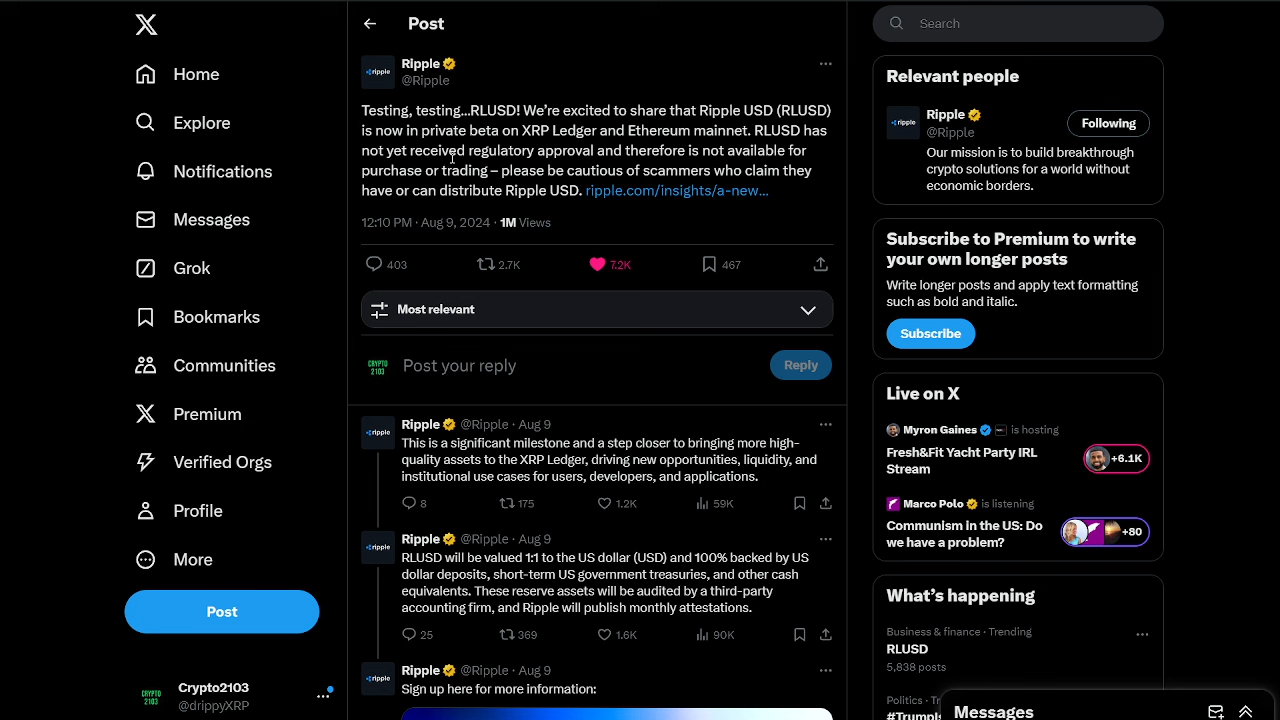 Home
Explore
Notifications
Messages
Grok
Bookmarks
Communities
Premium
Verified Orgs
Profile
More
Post
Crypto2103
@drippyXRP
Post
Ripple
@Ripple
Testing, testing...RLUSD! We're excited to share that Ripple USD (RLUSD)
is now in private beta on XRP Ledger and Ethereum mainnet. RLUSD has
not yet received regulatory approval and therefore is not available for
purchase or trading – please be cautious of scammers who claim they
have or can distribute Ripple USD. ripple.com/insights/a-new...
12:10 PM · Aug 9, 2024 · 1M Views
403 2.7K 7.2K 467
Most relevant
CRYPTO
2103
Post your reply
Reply
Ripple @Ripple · Aug 9
This is a significant milestone and a step closer to bringing more high-
quality assets to the XRP Ledger, driving new opportunities, liquidity, and
institutional use cases for users, developers, and applications.
8 175 1.2K 59K
Ripple @Ripple · Aug 9
RLUSD will be valued 1:1 to the US dollar (USD) and 100% backed by US
dollar deposits, short-term US government treasuries, and other cash
equivalents. These reserve assets will be audited by a third-party
accounting firm, and Ripple will publish monthly attestations.
25 369 1.6K 90K
Ripple @Ripple · Aug 9
Sign up here for more information:
Search
Relevant people
Ripple
@Ripple
Following
Our mission is to build breakthrough
crypto solutions for a world without
economic borders.
Subscribe to Premium to write
your own longer posts
Write longer posts and apply text formatting
such as bold and italic.
Subscribe
Live on X
Myron Gaines is hosting
Fresh&Fit Yacht Party IRL
Stream
+6.1K
Marco Polo is listening
Communism in the US: Do
we have a problem?
+80
What's happening
Business & finance · Trending
RLUSD
5,838 posts
Politics · Tr
#Trump
Messages